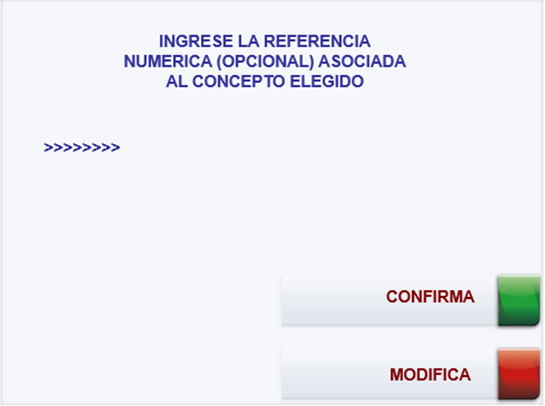 INGRESE LA REFERENCIA
NUMERICA (OPCIONAL) ASOCIADA
AL CONCEPTO ELEGIDO
>>>>>>>>
CONFIRMA
MODIFICA